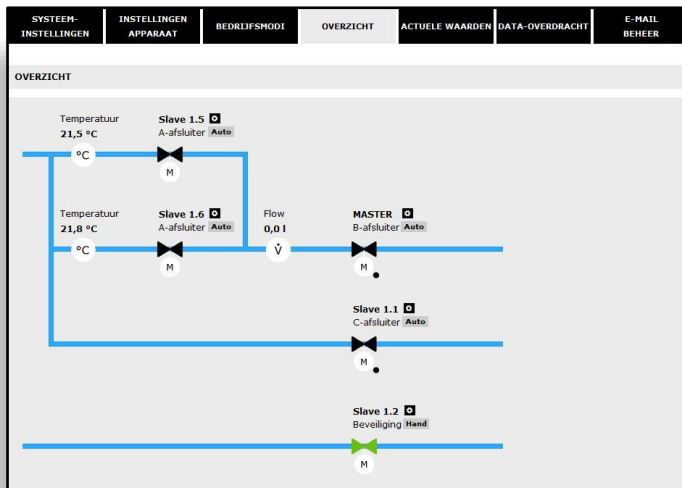 SYSTEEM-
INSTELLINGEN
INSTELLINGEN
APPARAAT
BEDRIJFSMODI
OVERZICHT
ACTUELE WAARDEN
DATA-OVERDRACHT
E-MAIL
BEHEER
OVERZICHT
Temperatuur
21,5 °C
°C
Slave 1.5
A-afsluiter Auto
M
Temperatuur
21,8 °C
°C
Slave 1.6
A-afsluiter Auto
M
Flow
0,0 l
V̇
MASTER
B-afsluiter Auto
M
Slave 1.1
C-afsluiter Auto
M
Slave 1.2
Beveiliging Hand
M